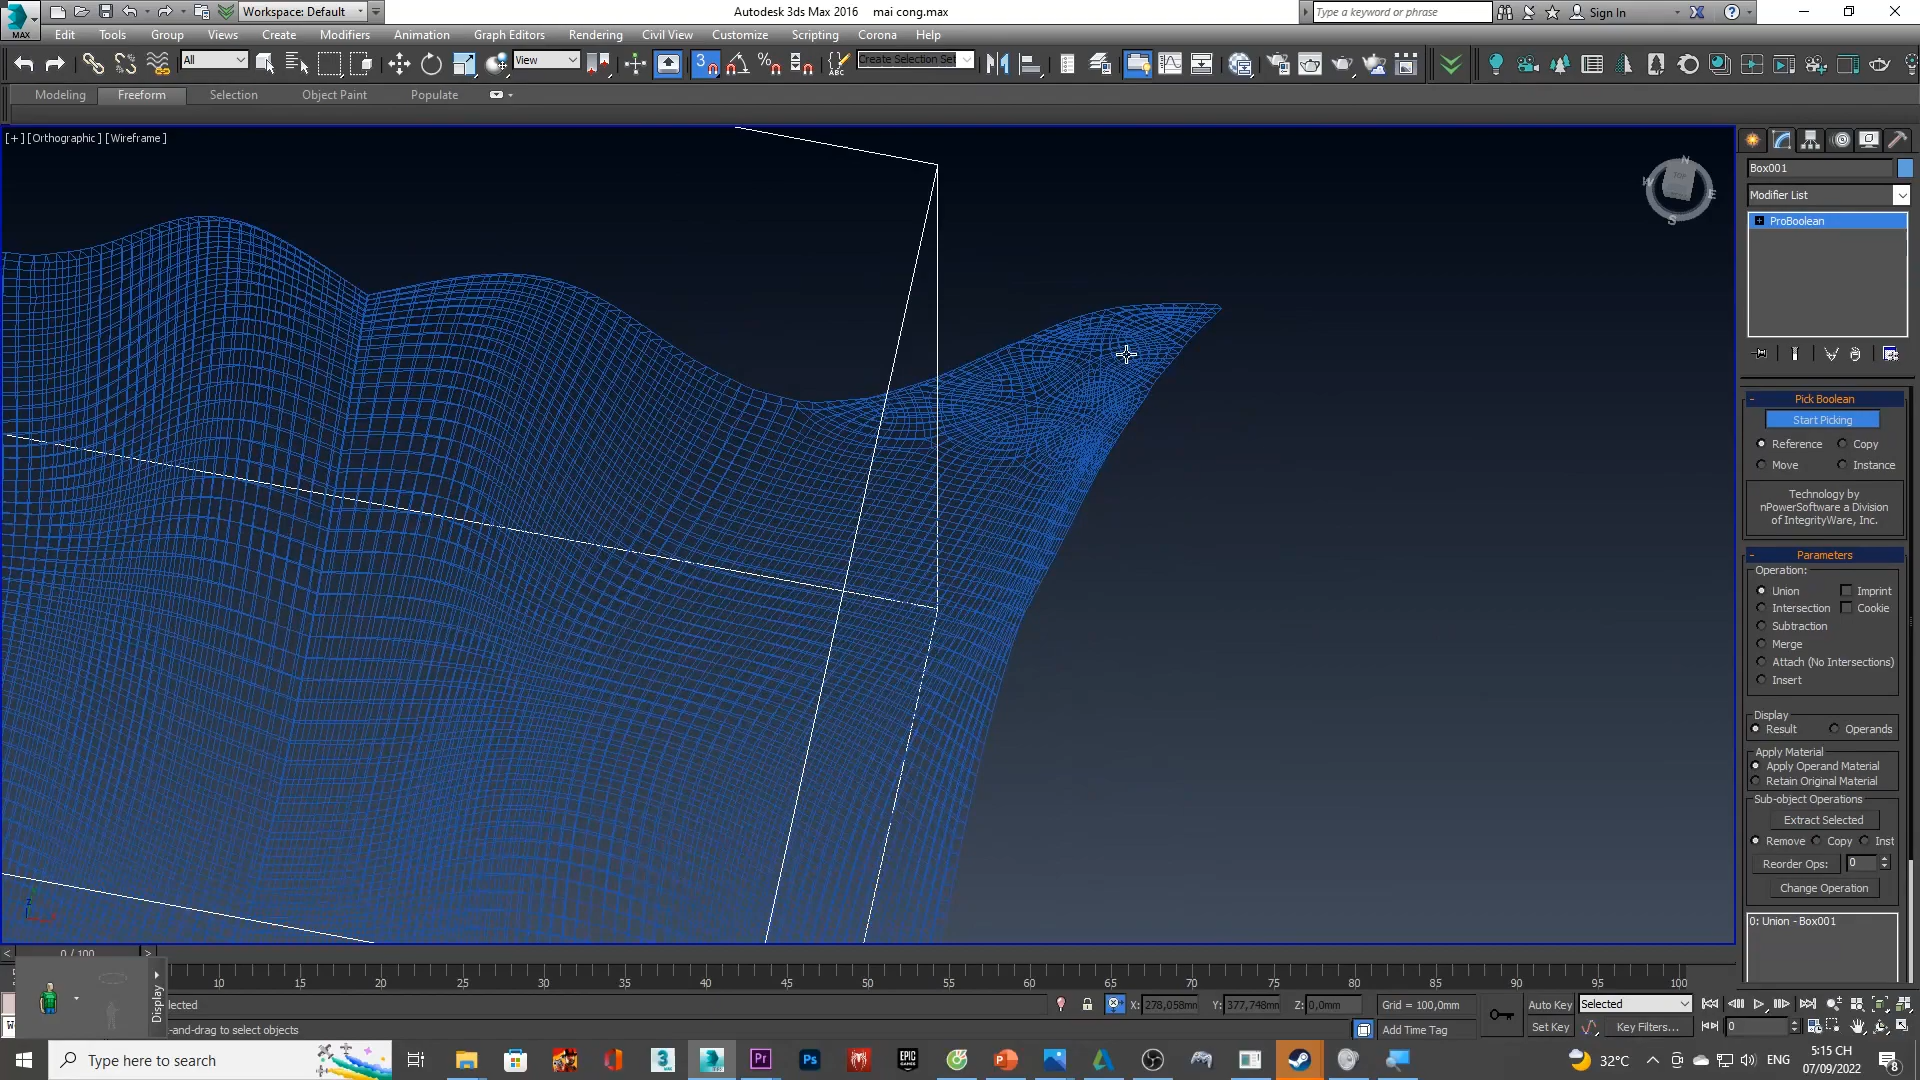 MAX
Workspace: Default
Autodesk 3ds Max 2016 mai cong.max
Type a keyword or phrase
Sign In
Edit Tools Group Views Create Modifiers Animation Graph Editors Rendering Civil View Customize Scripting Corona Help
All View Create Selection Set
Modeling Freeform Selection Object Paint Populate
[+] [Orthographic] [Wireframe]
N
W TOP E
S
Box001
Modifier List
ProBoolean
Pick Boolean
Start Picking
Reference Copy
Move Instance
Technology by
nPowerSoftware a Division
of IntegrityWare, Inc.
Parameters
Operation:
Union Imprint
Intersection Cookie
Subtraction
Merge
Attach (No Intersections)
Insert
Display
Result Operands
Apply Material
Apply Operand Material
Retain Original Material
Sub-object Operations
Extract Selected
Remove Copy Inst
Reorder Ops: 0
Change Operation
0: Union - Box001
0 / 100
10 15 20 25 30 35 40 45 50 55 60 65 70 75 80 85 90 95 100
Display
lected
X: 278,058mm Y: 377,748mm Z: 0,0mm Grid = 100,0mm
Auto Key Selected
-and-drag to select objects
Add Time Tag
Set Key Key Filters... 0
Type here to search
32°C ENG 5:15 CH
07/09/2022
8